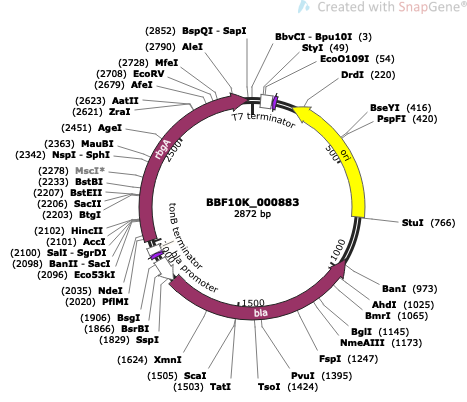 Created with SnapGene®
(2852) BspQI - SapI
(2790) AleI
(2728) MfeI
(2708) EcoRV
(2679) AfeI
(2623) AatII
(2621) ZraI
(2451) AgeI
(2363) MauBI
(2342) NspI - SphI
(2278) MscI*
(2233) BstBI
(2207) BstEII
(2206) SacII
(2203) BtgI
(2102) HincII
(2101) AccI
(2100) SalI - SgrDI
(2098) BanII - SacI
(2096) Eco53kI
(2035) NdeI
(2020) PflMI
(1906) BsgI
(1866) BsrBI
(1829) SspI
(1624) XmnI
(1505) ScaI
(1503) TatI
TsoI (1424)
PvuI (1395)
FspI (1247)
NmeAIII (1173)
BglI (1145)
BmrI (1065)
AhdI (1025)
BanI (973)
StuI (766)
PspFI (420)
BseYI (416)
DrdI (220)
EcoO109I (54)
StyI (49)
BbvCI - Bpu10I (3)
T7 terminator
ori
500
1000
1500
2500
rbgA
bla
tonB terminator
promoter
BBF10K_000883
2872 bp